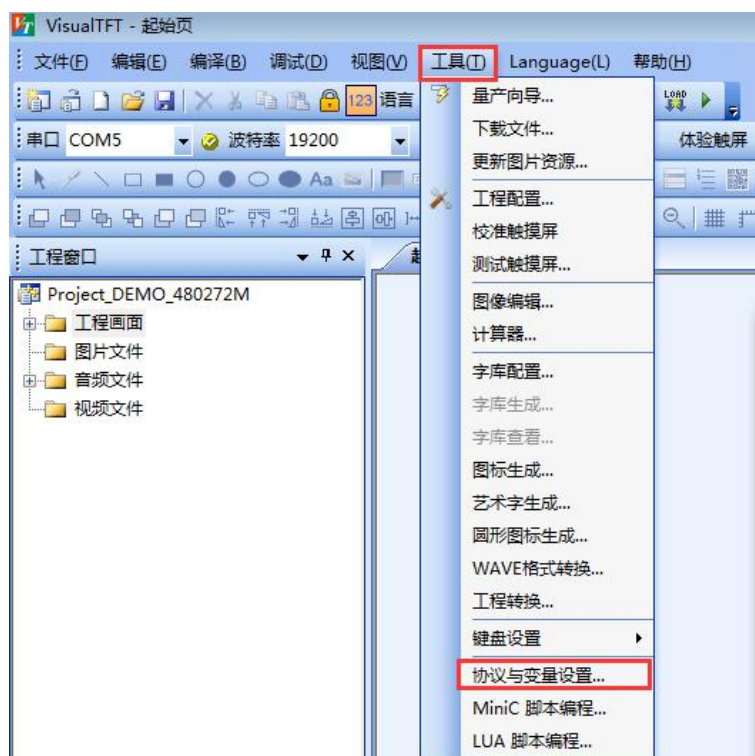 VisualTFT - 起始页
文件(F) 编辑(E) 编译(B) 调试(D) 视图(V) 工具(T) Language(L) 帮助(H)
123 语言 LOAD
串口 COM5 波特率 19200 体验触屏
Aa
工程窗口
Project_DEMO_480272M
工程画面
图片文件
音频文件
视频文件
量产向导...
下载文件...
更新图片资源...
工程配置...
校准触摸屏
测试触摸屏...
图像编辑...
计算器...
字库配置...
字库生成...
字库查看...
图标生成...
艺术字生成...
圆形图标生成...
WAVE格式转换...
工程转换...
键盘设置
协议与变量设置...
MiniC 脚本编程...
LUA 脚本编程...